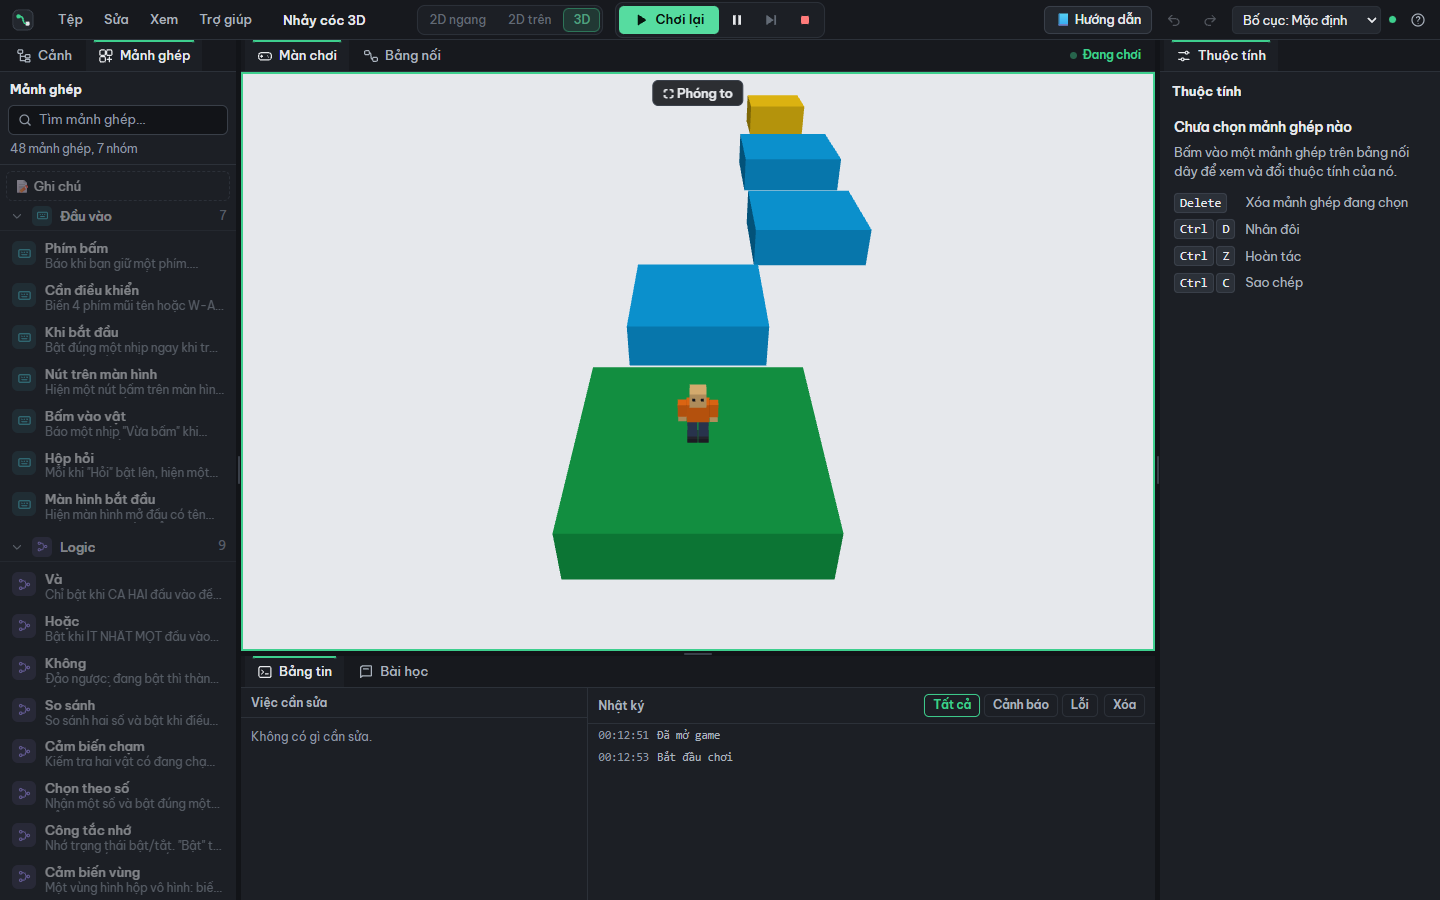 Tệp Sửa Xem Trợ giúp Nhảy cóc 3D 2D ngang 2D trên 3D Chơi lại Hướng dẫn Bố cục: Mặc định
Cảnh Mảnh ghép Màn chơi Bảng nối Đang chơi Thuộc tính
Mảnh ghép
Tìm mảnh ghép...
48 mảnh ghép, 7 nhóm
Ghi chú
Đầu vào 7
Phím bấm
Báo khi bạn giữ một phím....
Cần điều khiển
Biến 4 phím mũi tên hoặc W-A...
Khi bắt đầu
Bật đúng một nhịp ngay khi tr...
Nút trên màn hình
Hiện một nút bấm trên màn hìn...
Bấm vào vật
Báo một nhịp "Vừa bấm" khi...
Hộp hỏi
Mỗi khi "Hỏi" bật lên, hiện một...
Màn hình bắt đầu
Hiện màn hình mở đầu có tên...
Logic 9
Và
Chỉ bật khi CẢ HAI đầu vào đề...
Hoặc
Bật khi ÍT NHẤT MỘT đầu vào...
Không
Đảo ngược: đang bật thì thàn...
So sánh
So sánh hai số và bật khi điều...
Cảm biến chạm
Kiểm tra hai vật có đang chạ...
Chọn theo số
Nhận một số và bật đúng một...
Công tắc nhớ
Nhớ trạng thái bật/tắt. "Bật" t...
Cảm biến vùng
Một vùng hình hộp vô hình: biế...
Phóng to
Bảng tin Bài học
Việc cần sửa
Không có gì cần sửa.
Nhật ký Tất cả Cảnh báo Lỗi Xóa
00:12:51 Đã mở game
00:12:53 Bắt đầu chơi
Thuộc tính
Chưa chọn mảnh ghép nào
Bấm vào một mảnh ghép trên bảng nối
dây để xem và đổi thuộc tính của nó.
Delete Xóa mảnh ghép đang chọn
Ctrl D Nhân đôi
Ctrl Z Hoàn tác
Ctrl C Sao chép